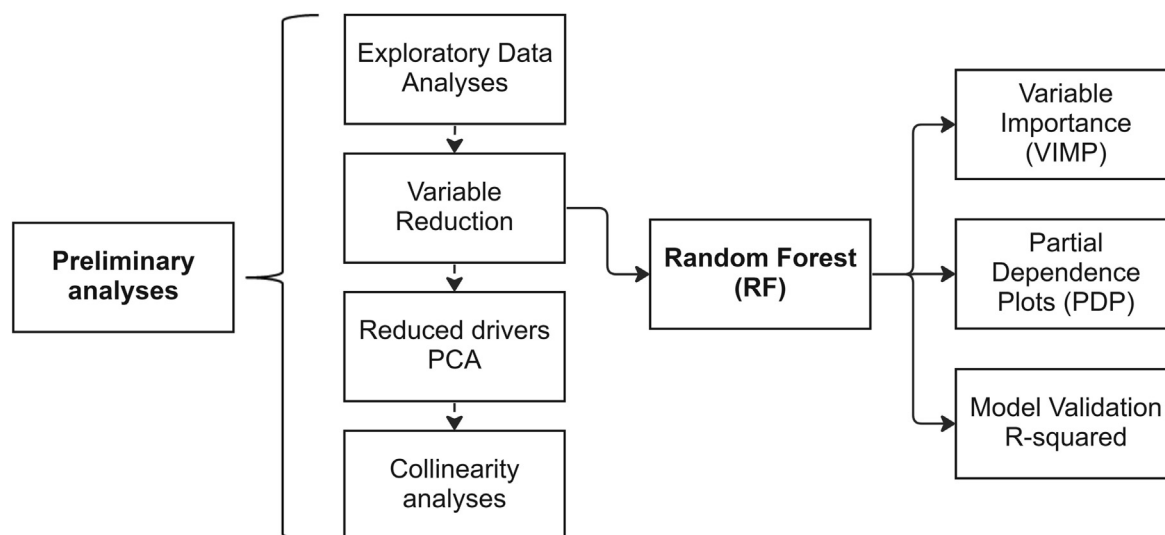 Preliminary
analyses
Exploratory Data
Analyses
Variable
Reduction
Reduced drivers
PCA
Collinearity
analyses
Random Forest
(RF)
Variable
Importance
(VIMP)
Partial
Dependence
Plots (PDP)
Model Validation
R-squared